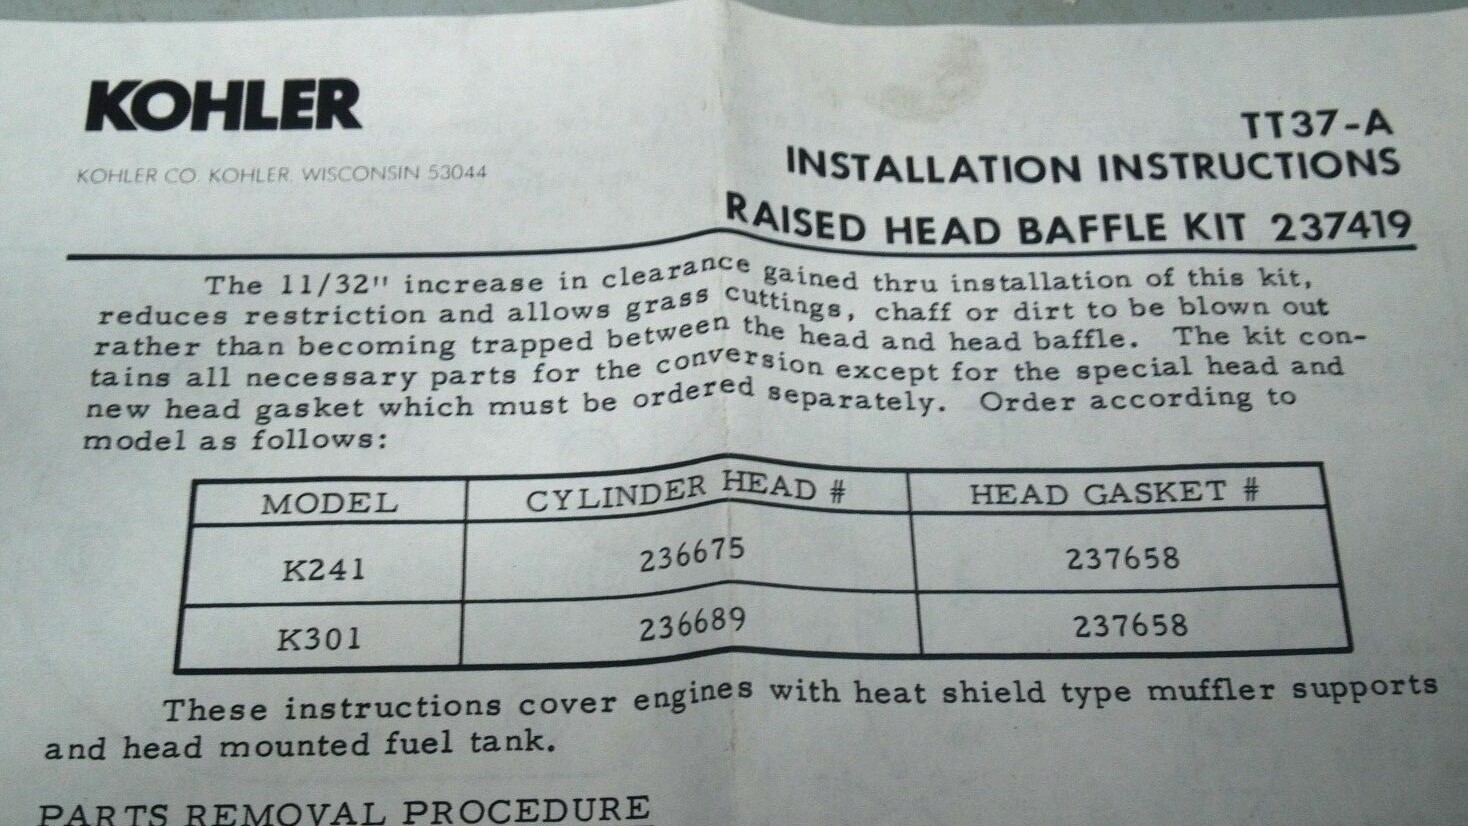 KOHLER
KOHLER CO. KOHLER, WISCONSIN 53044
TT37-A
INSTALLATION INSTRUCTIONS
RAISED HEAD BAFFLE KIT 237419
The 11/32" increase in clearance gained thru installation of this kit,
reduces restriction and allows grass cuttings, chaff or dirt to be blown out
rather than becoming trapped between the head and head baffle. The kit con-
tains all necessary parts for the conversion except for the special head and
new head gasket which must be ordered separately. Order according to
model as follows:
MODEL CYLINDER HEAD # HEAD GASKET #
K241 236675 237658
K301 236689 237658
These instructions cover engines with heat shield type muffler supports
and head mounted fuel tank.
PARTS REMOVAL PROCEDURE